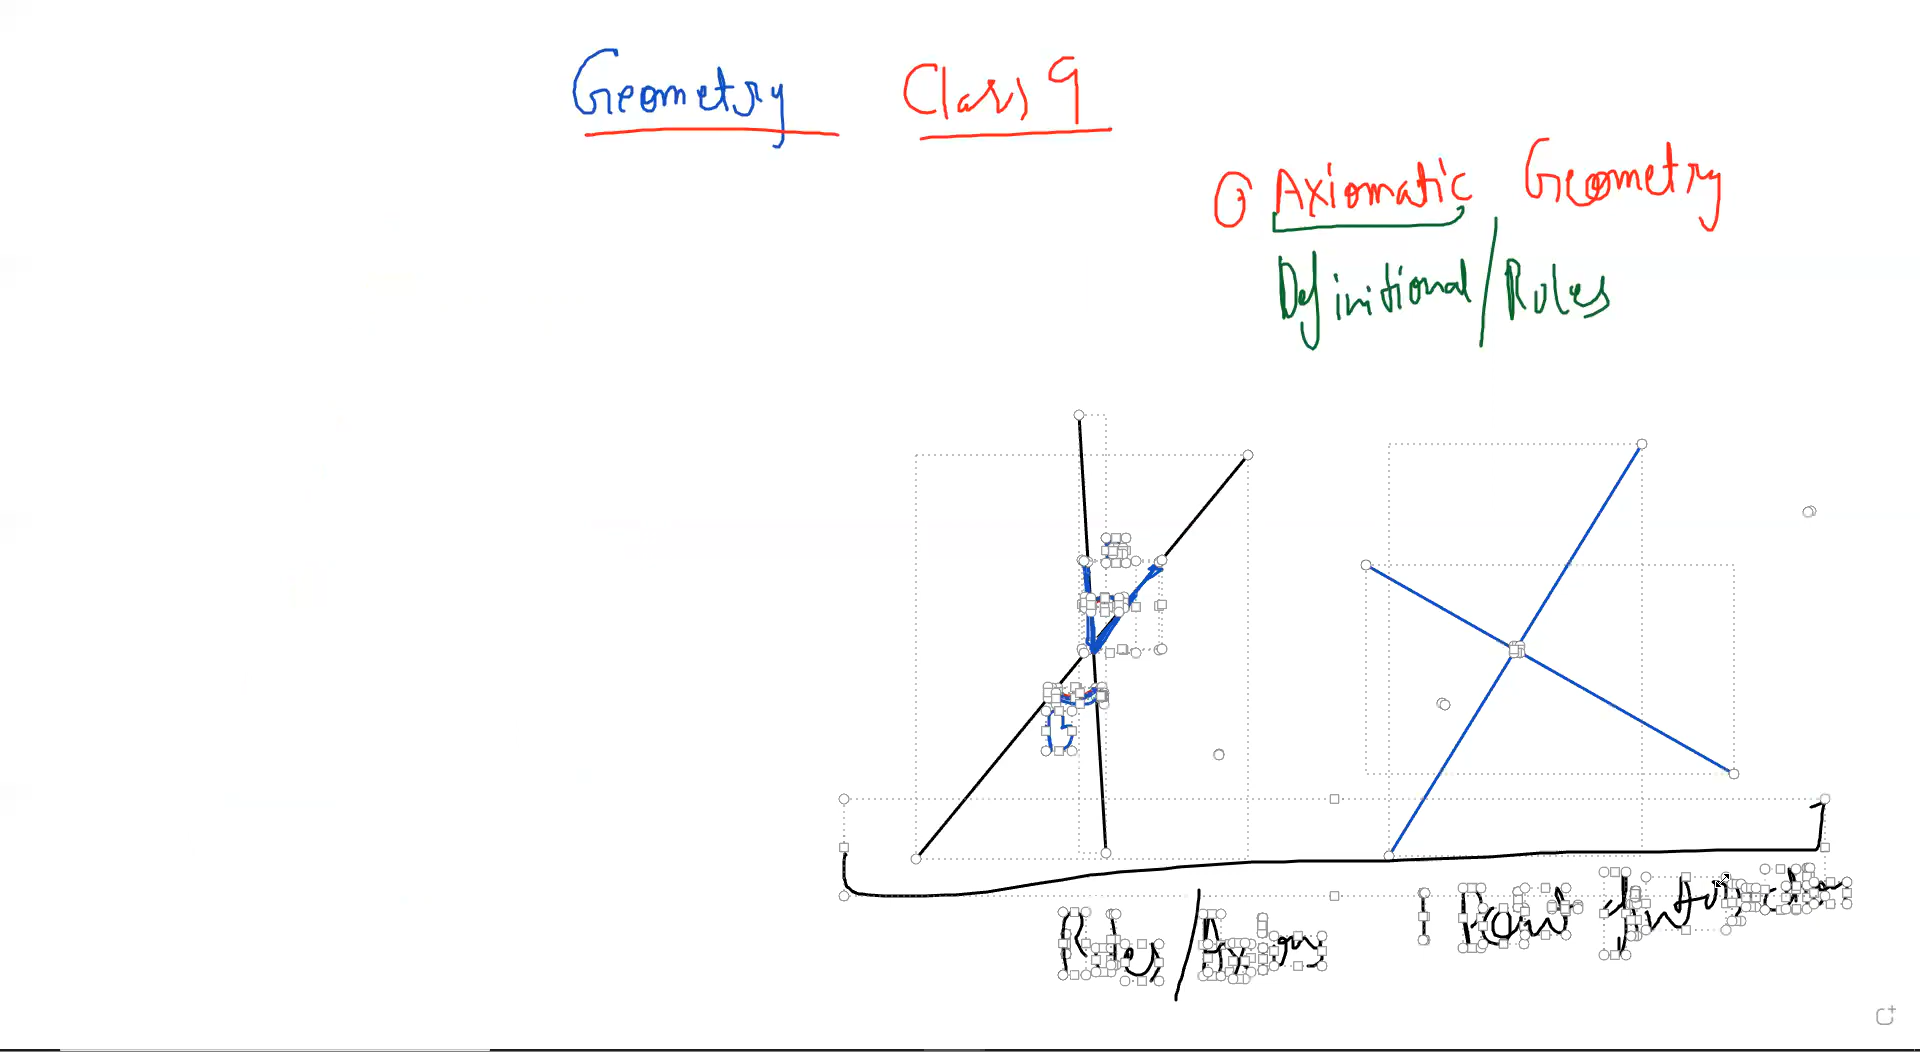 Geometry Class 9
① Axiomatic Geometry
Definitional / Rules
a
b
Rules / Axioms
1 Point Intersection